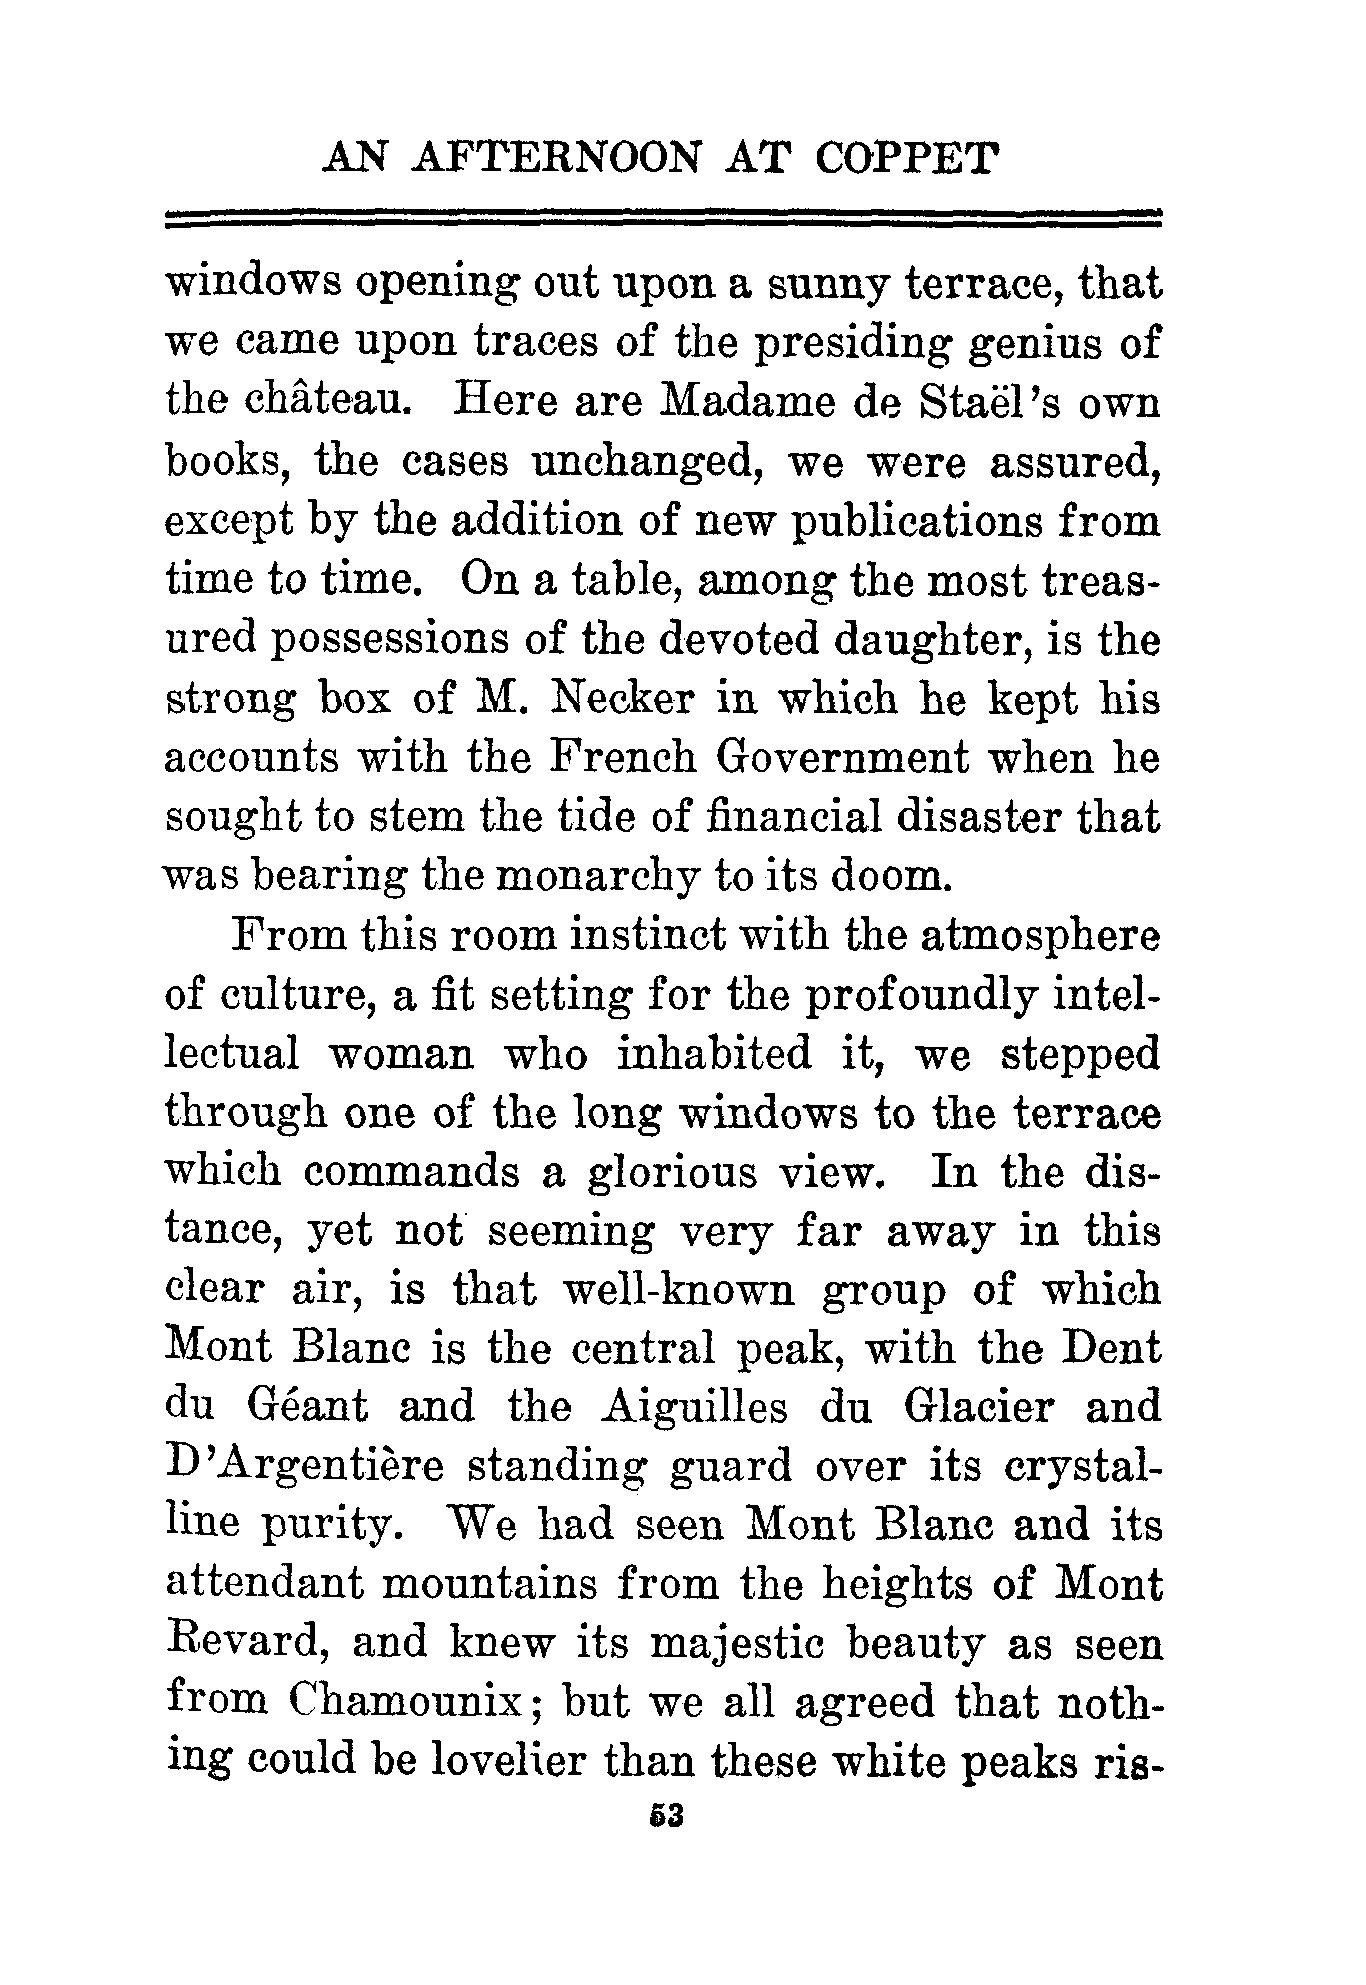 AN AFTERNOON AT COPPET
windows opening out upon a sunny terrace, that
we came upon traces of the presiding genius of
the château. Here are Madame de Staël's own
books, the cases unchanged, we were assured,
except by the addition of new publications from
time to time. On a table, among the most treas-
ured possessions of the devoted daughter, is the
strong box of M. Necker in which he kept his
accounts with the French Government when he
sought to stem the tide of financial disaster that
was bearing the monarchy to its doom.
From this room instinct with the atmosphere
of culture, a fit setting for the profoundly intel-
lectual woman who inhabited it, we stepped
through one of the long windows to the terrace
which commands a glorious view. In the dis-
tance, yet not seeming very far away in this
clear air, is that well-known group of which
Mont Blanc is the central peak, with the Dent
du Géant and the Aiguilles du Glacier and
D'Argentière standing guard over its crystal-
line purity. We had seen Mont Blanc and its
attendant mountains from the heights of Mont
Revard, and knew its majestic beauty as seen
from Chamounix; but we all agreed that noth-
ing could be lovelier than these white peaks ris-
53